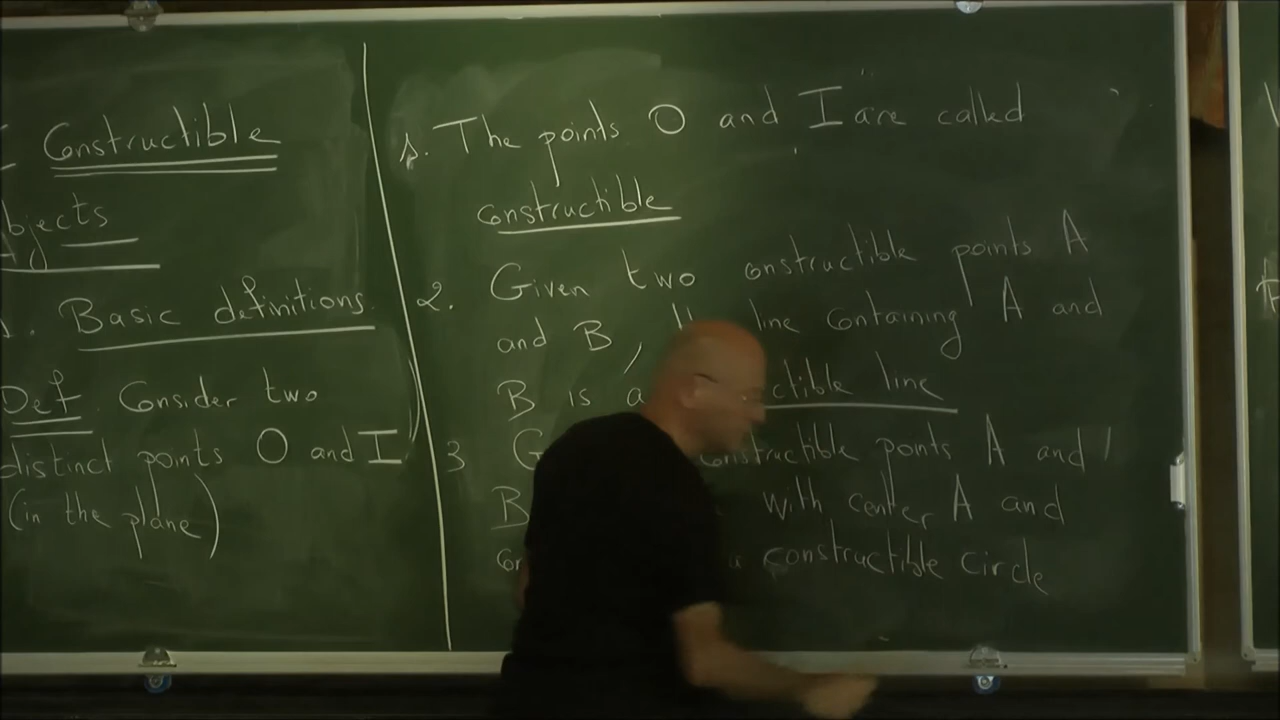 Constructible
bjects
1. Basic definitions.
Def Consider two
distinct points O and I
(in the plane)
1. The points O and I are called
constructible
2. Given two constructible points A
and B, line containing A and
B is a ctible line
3 G constructible points A and
B with center A and
constructible circle